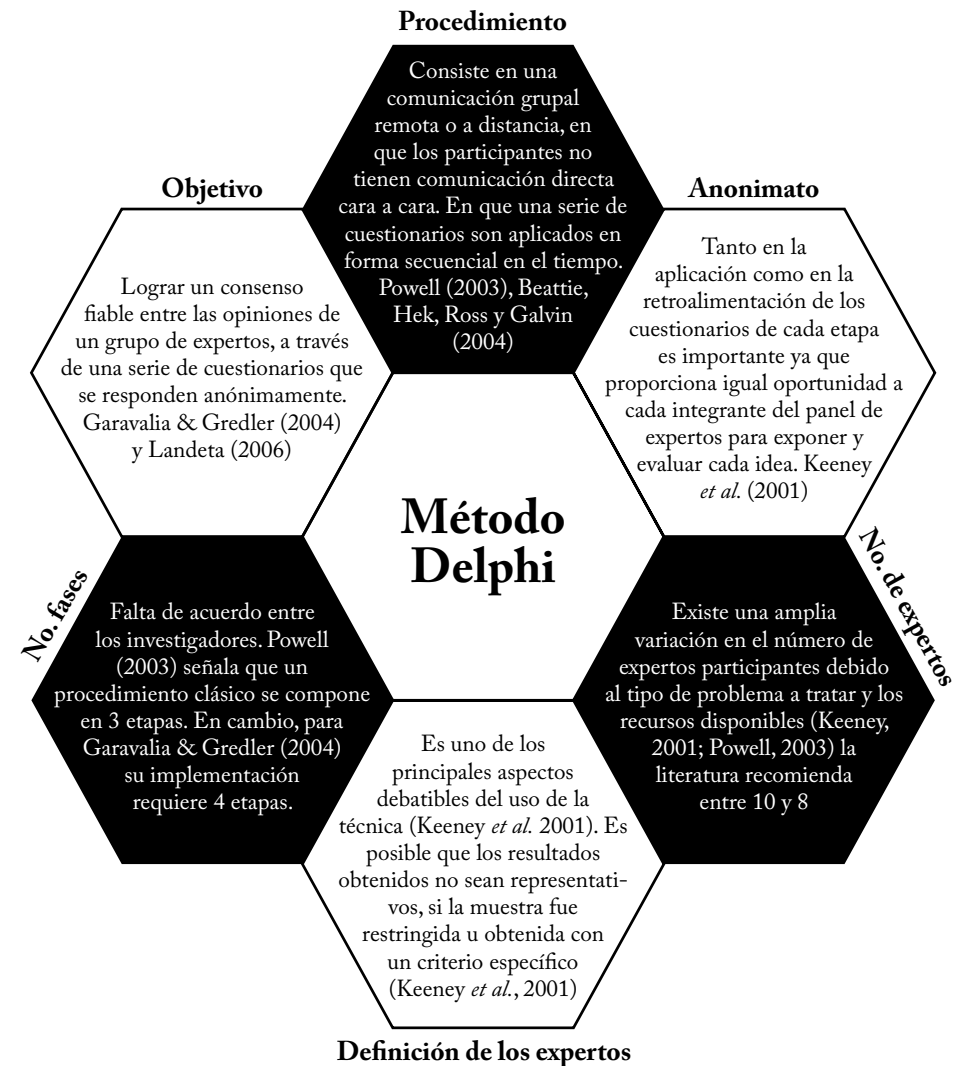 Procedimiento
Consiste en una
comunicación grupal
remota o a distancia, en
que los participantes no
tienen comunicación directa
cara a cara. En que una serie de
cuestionarios son aplicados en
forma secuencial en el tiempo.
Powell (2003), Beattie,
Hek, Ross y Galvin
(2004)
Objetivo
Lograr un consenso
fiable entre las opiniones de
un grupo de expertos, a través
de una serie de cuestionarios que
se responden anónimamente.
Garavalia & Gredler (2004)
y Landeta (2006)
Anonimato
Tanto en la
aplicación como en la
retroalimentación de los
cuestionarios de cada etapa
es importante ya que
proporciona igual oportunidad a
cada integrante del panel de
expertos para exponer y
evaluar cada idea. Keeney
et al. (2001)
Método
Delphi
No. fases
Falta de acuerdo entre
los investigadores. Powell
(2003) señala que un
procedimiento clásico se compone
en 3 etapas. En cambio, para
Garavalia & Gredler (2004)
su implementación
requiere 4 etapas.
No. de expertos
Existe una amplia
variación en el número de
expertos participantes debido
al tipo de problema a tratar y los
recursos disponibles (Keeney,
2001; Powell, 2003) la
literatura recomienda
entre 10 y 8
Es uno de los
principales aspectos
debatibles del uso de la
técnica (Keeney et al. 2001). Es
posible que los resultados
obtenidos no sean representati-
vos, si la muestra fue
restringida u obtenida con
un criterio específico
(Keeney et al., 2001)
Definición de los expertos